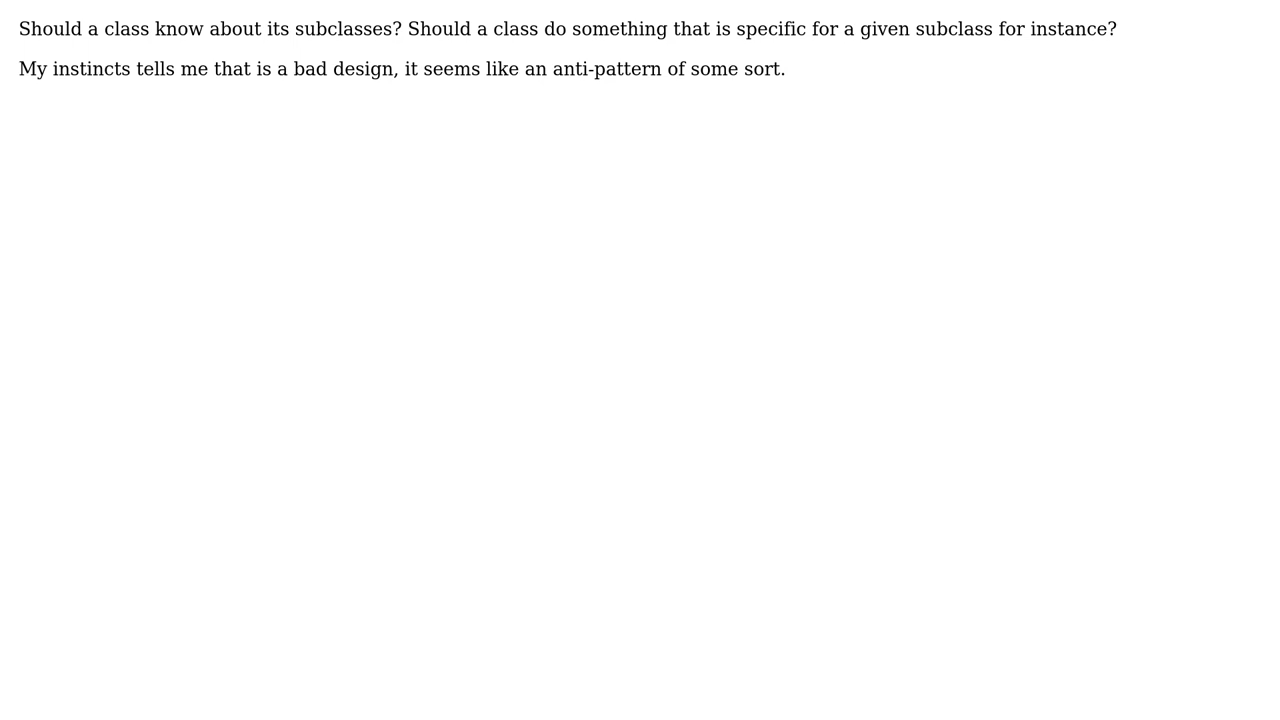 Should a class know about its subclasses? Should a class do something that is specific for a given subclass for instance?
My instincts tells me that is a bad design, it seems like an anti-pattern of some sort.